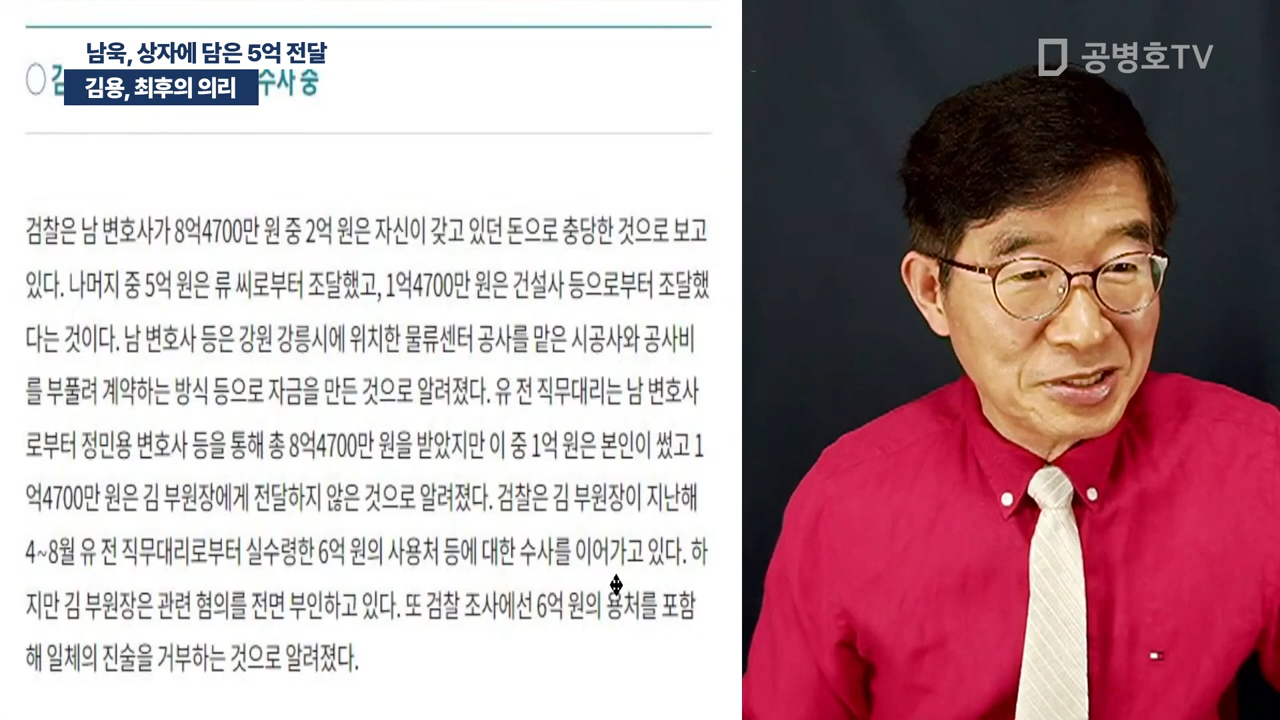 남욱, 상자에 담은 5억 전달
김용, 최후의 의리
수사 중
공병호TV
검찰은 남 변호사가 8억4700만 원 중 2억 원은 자신이 갖고 있던 돈으로 충당한 것으로 보고
있다. 나머지 중 5억 원은 류 씨로부터 조달했고, 1억4700만 원은 건설사 등으로부터 조달했
다는 것이다. 남 변호사 등은 강원 강릉시에 위치한 물류센터 공사를 맡은 시공사와 공사비
를 부풀려 계약하는 방식 등으로 자금을 만든 것으로 알려졌다. 유 전 직무대리는 남 변호사
로부터 정민용 변호사 등을 통해 총 8억4700만 원을 받았지만 이 중 1억 원은 본인이 썼고 1
억4700만 원은 김 부원장에게 전달하지 않은 것으로 알려졌다. 검찰은 김 부원장이 지난해
4~8월 유 전 직무대리로부터 실수령한 6억 원의 사용처 등에 대한 수사를 이어가고 있다. 하
지만 김 부원장은 관련 혐의를 전면 부인하고 있다. 또 검찰 조사에선 6억 원의 용처를 포함
해 일체의 진술을 거부하는 것으로 알려졌다.